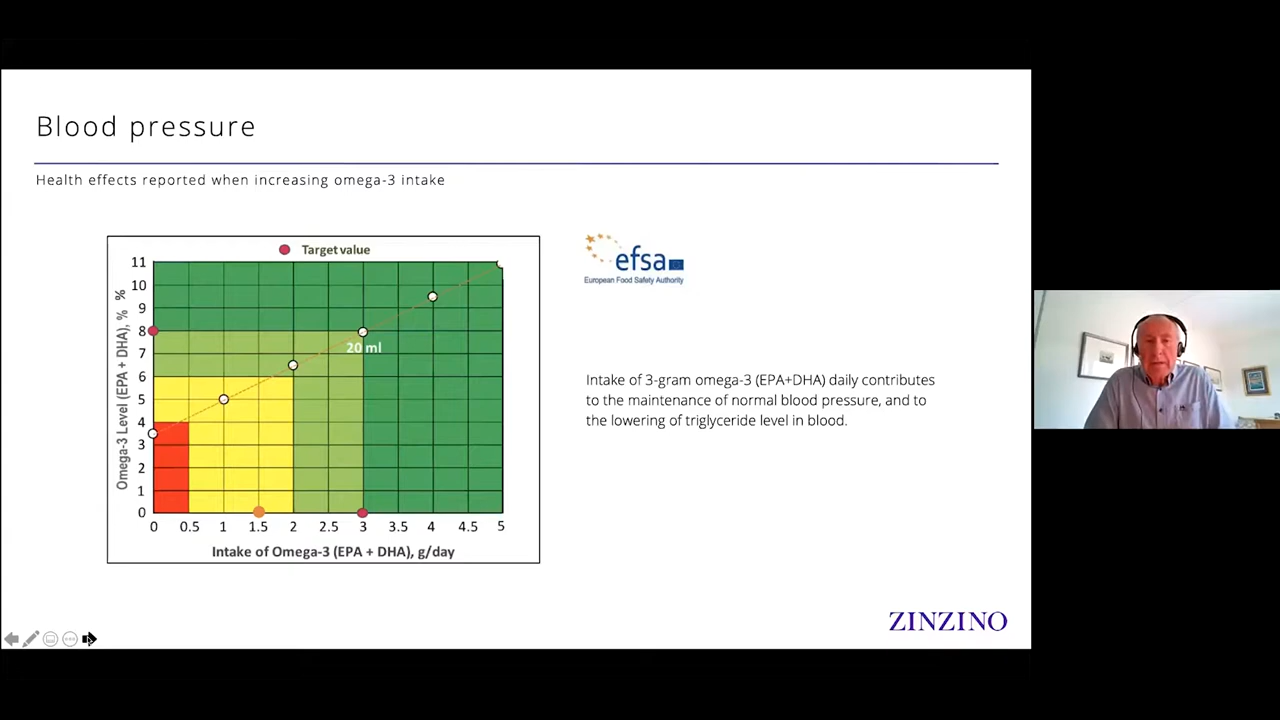 Blood pressure
Health effects reported when increasing omega-3 intake
Target value
11
10
9
8
7
6
5
4
3
2
1
0
Omega-3 Level (EPA + DHA), % %
20 ml
0 0.5 1 1.5 2 2.5 3 3.5 4 4.5 5
Intake of Omega-3 (EPA + DHA), g/day
efsa
European Food Safety Authority
Intake of 3-gram omega-3 (EPA+DHA) daily contributes
to the maintenance of normal blood pressure, and to
the lowering of triglyceride level in blood.
ZINZINO